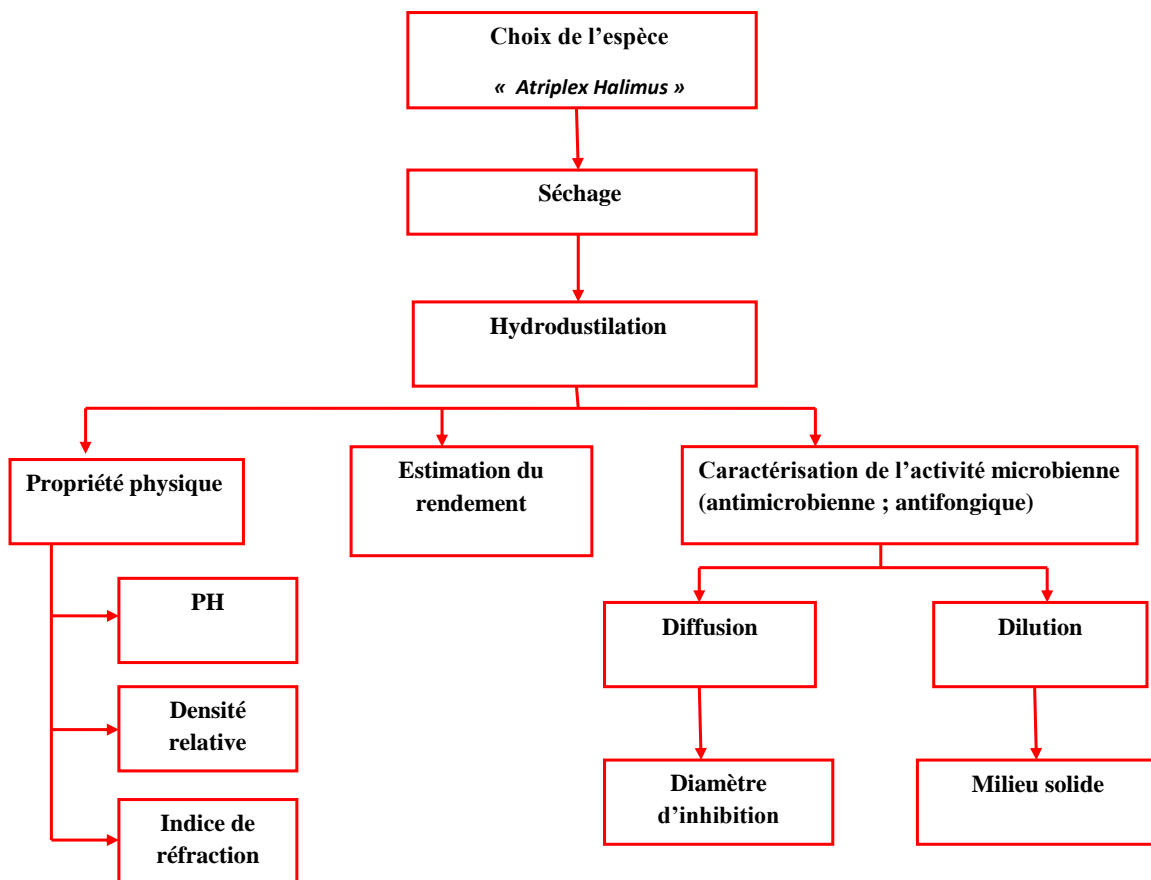 Choix de l’espèce
« Atriplex Halimus »
Séchage
Hydrodustilation
Propriété physique
Estimation du
rendement
Caractérisation de l’activité microbienne
(antimicrobienne ; antifongique)
PH
Diffusion
Dilution
Densité
relative
Diamètre
d’inhibition
Milieu solide
Indice de
réfraction